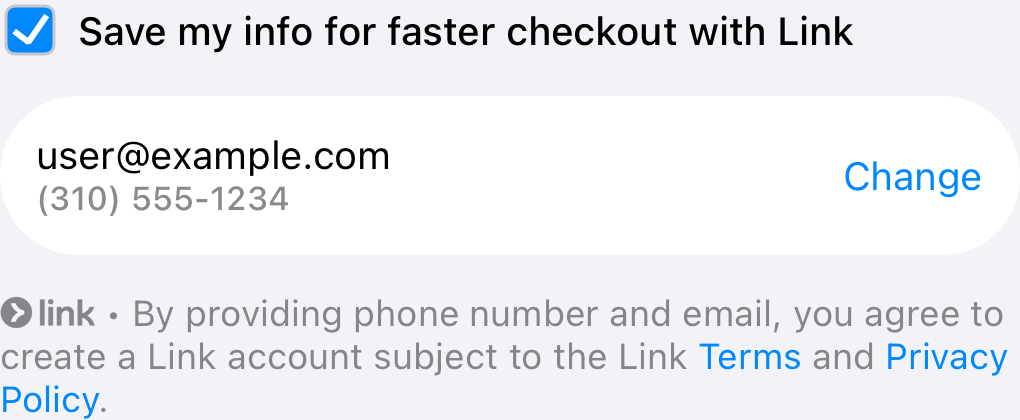 Save my info for faster checkout with Link
user@example.com
Change
(310) 555-1234
link • By providing phone number and email, you agree to
create a Link account subject to the Link Terms and Privacy
Policy.